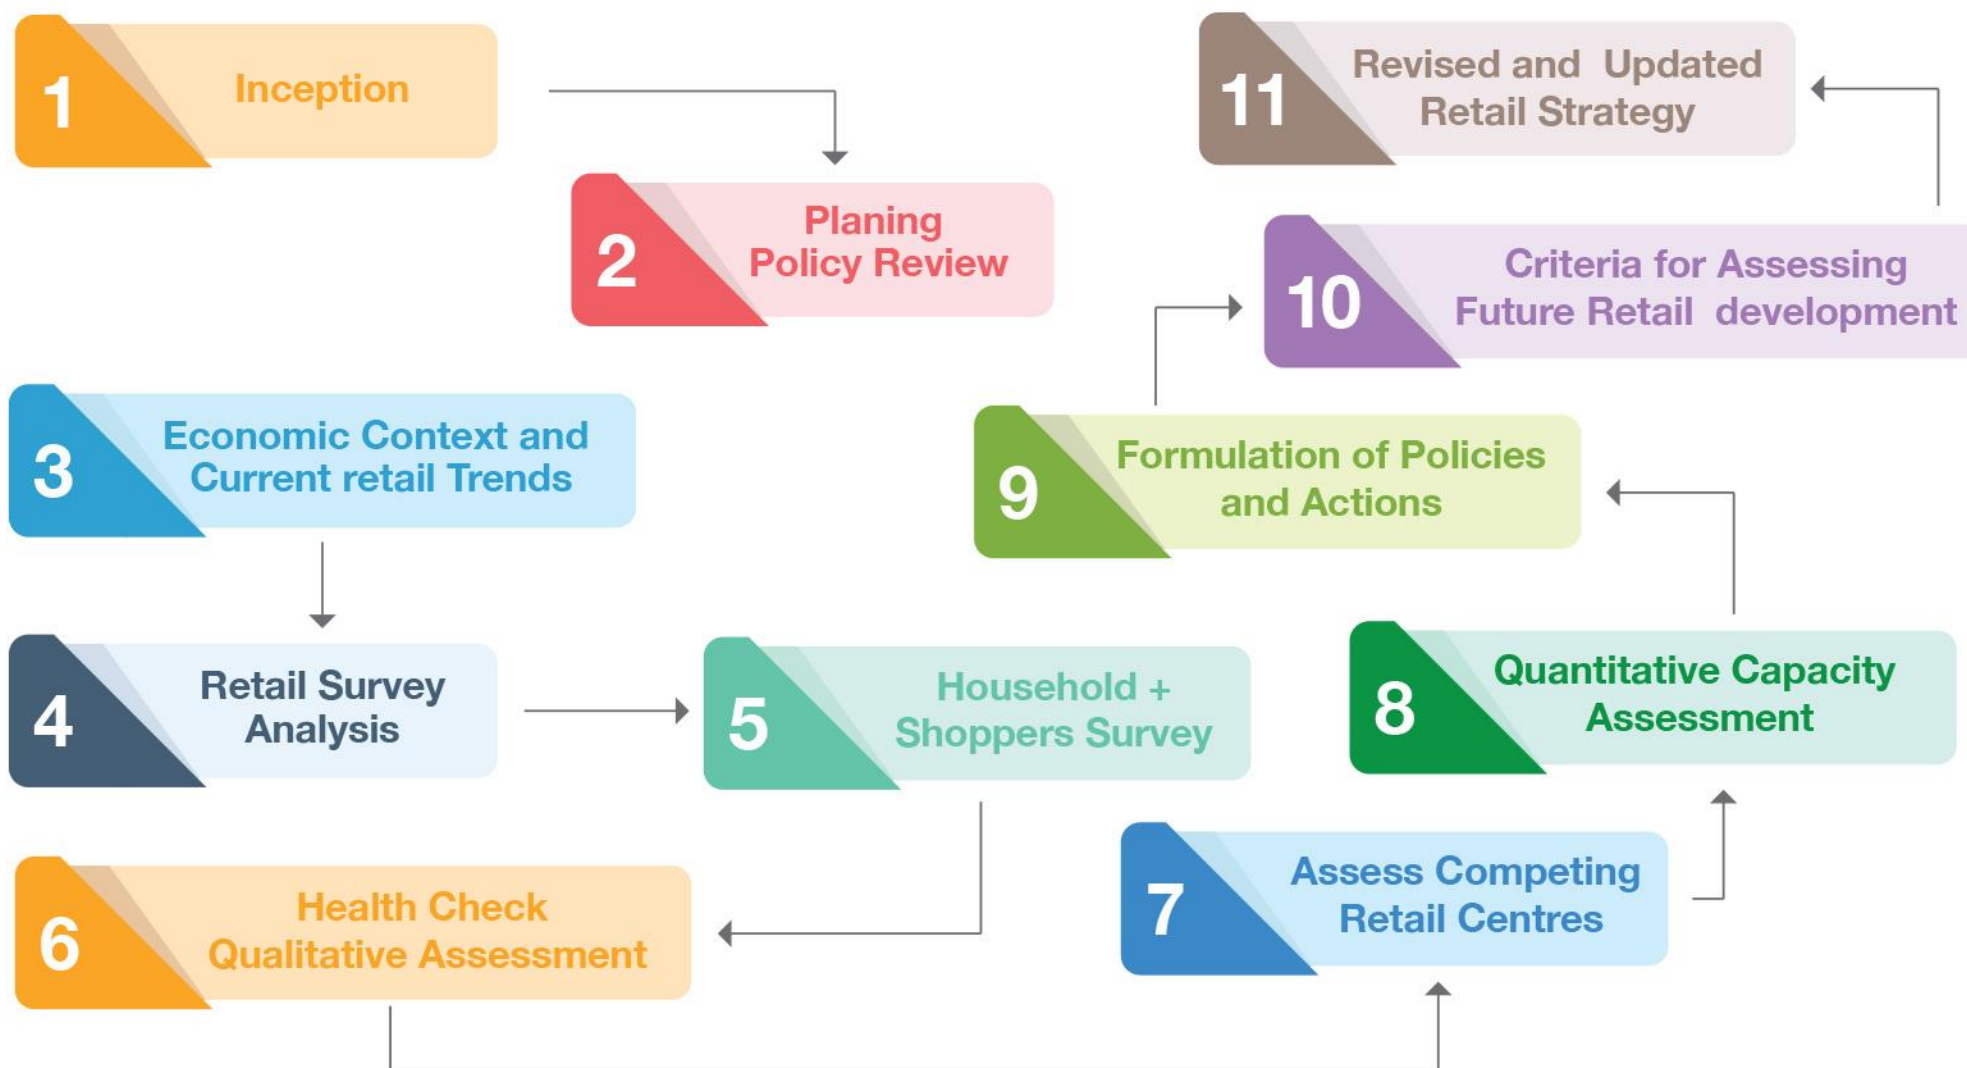 1
Inception
2
Planing
Policy Review
3
Economic Context and
Current retail Trends
4
Retail Survey
Analysis
5
Household +
Shoppers Survey
6
Health Check
Qualitative Assessment
7
Assess Competing
Retail Centres
8
Quantitative Capacity
Assessment
9
Formulation of Policies
and Actions
10
Criteria for Assessing
Future Retail development
11
Revised and Updated
Retail Strategy